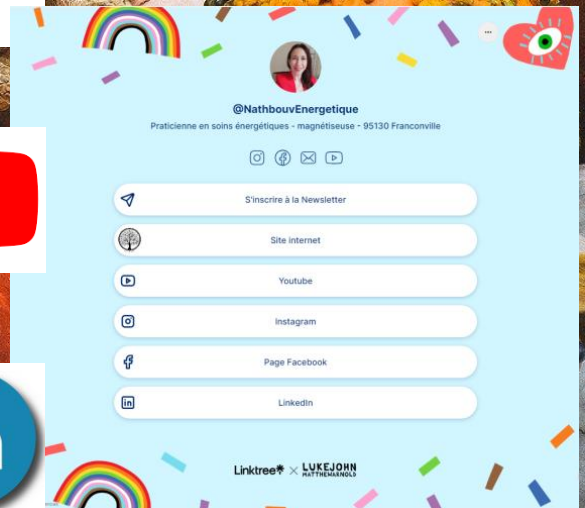 @NathbouvEnergetique
Praticienne en soins énergétiques - magnétiseuse - 95130 Franconville
S'inscrire à la Newsletter
Site internet
Youtube
Instagram
Page Facebook
LinkedIn
Linktree × LUKEJOHN
MATTHEWARNOLD